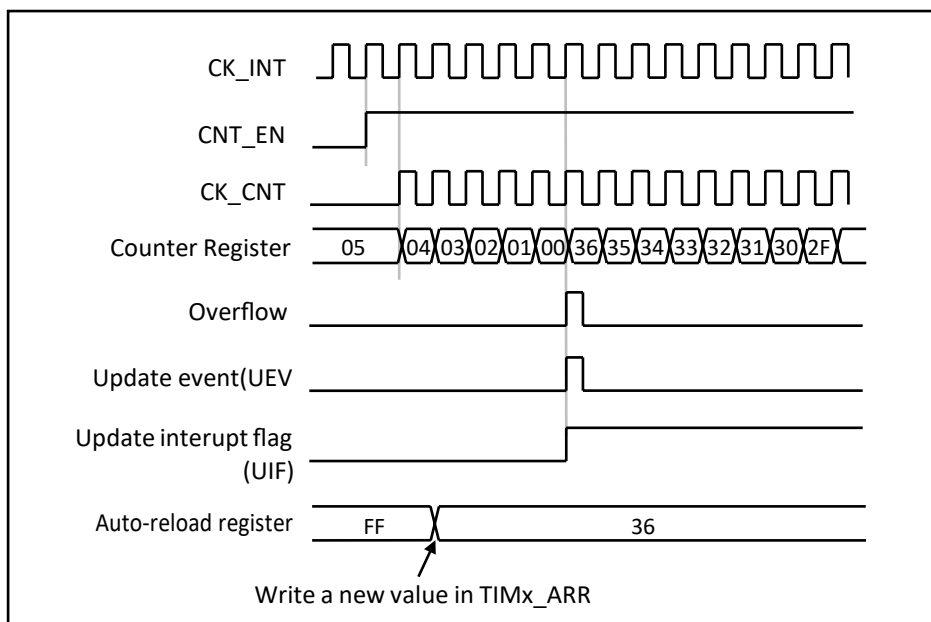 CK_INT
CNT_EN
CK_CNT
Counter Register 05 04 03 02 01 00 36 35 34 33 32 31 30 2F
Overflow
Update event(UEV
Update interupt flag
(UIF)
Auto-reload register FF 36
Write a new value in TIMx_ARR